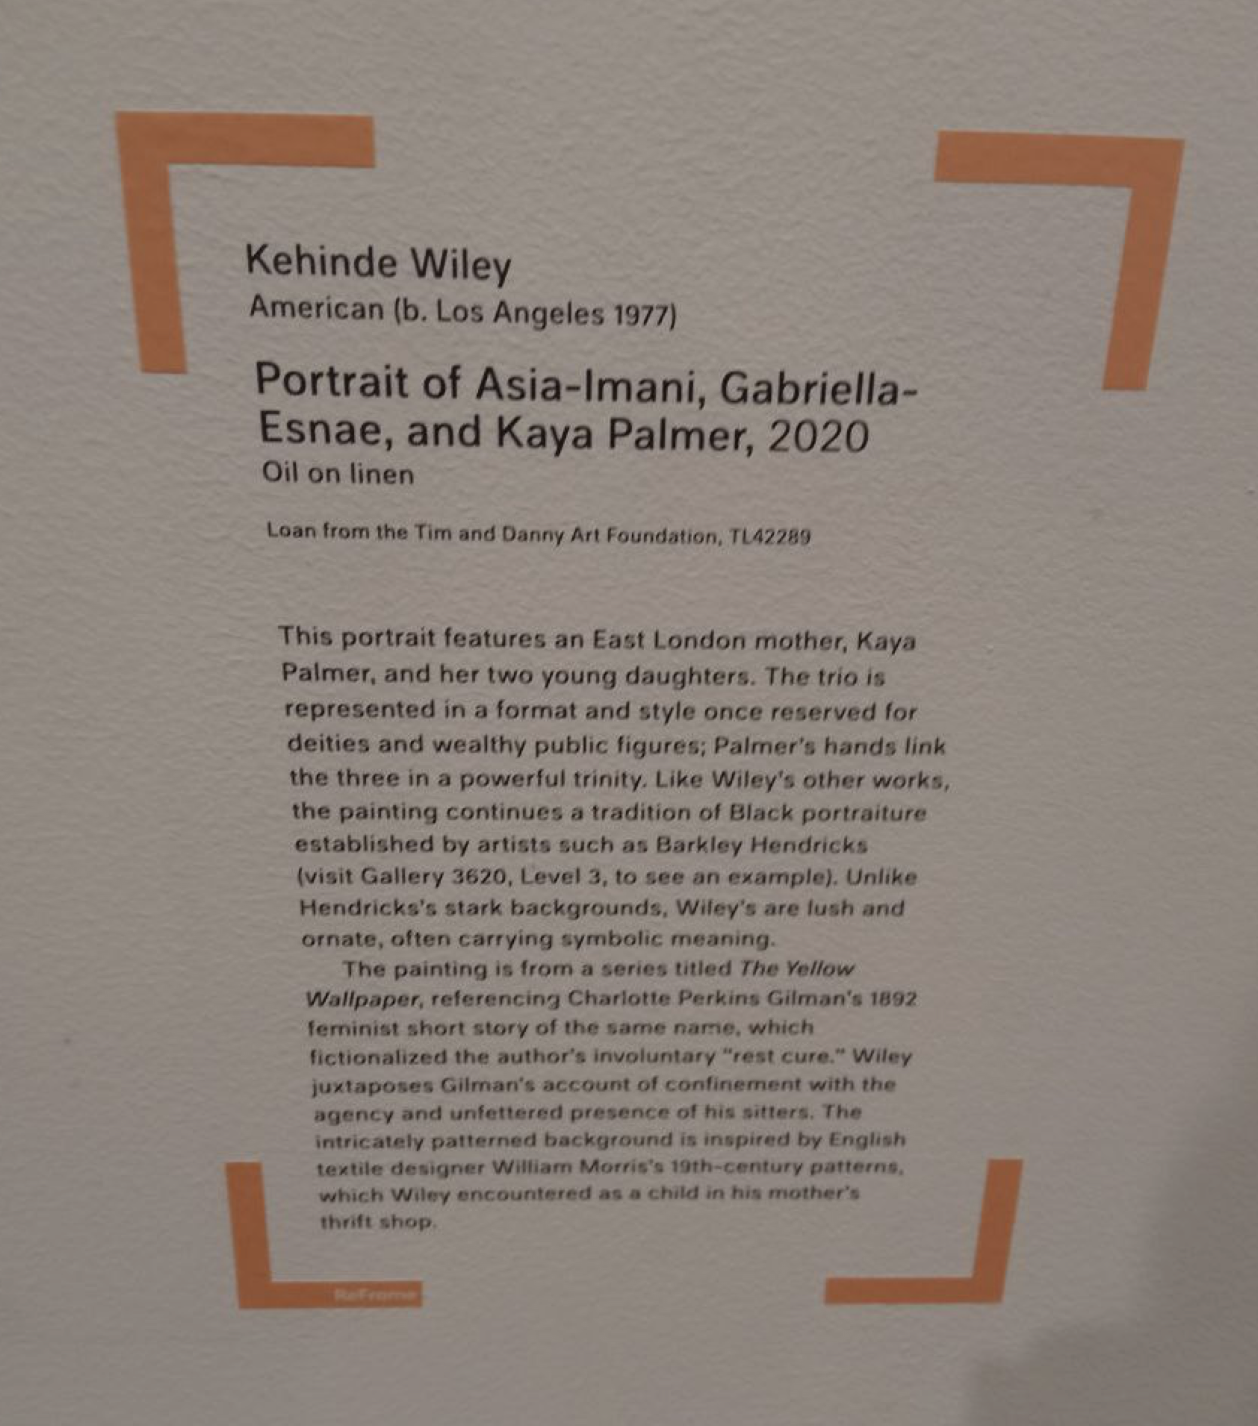 Kehinde Wiley
American (b. Los Angeles 1977)
Portrait of Asia-Imani, Gabriella-
Esnae, and Kaya Palmer, 2020
Oil on linen
Loan from the Tim and Danny Art Foundation, TL42289
This portrait features an East London mother, Kaya
Palmer, and her two young daughters. The trio is
represented in a format and style once reserved for
deities and wealthy public figures; Palmer's hands link
the three in a powerful trinity. Like Wiley's other works,
the painting continues a tradition of Black portraiture
established by artists such as Barkley Hendricks
(visit Gallery 3620, Level 3, to see an example). Unlike
Hendricks's stark backgrounds, Wiley's are lush and
ornate, often carrying symbolic meaning.
The painting is from a series titled The Yellow
Wallpaper, referencing Charlotte Perkins Gilman's 1892
feminist short story of the same name, which
fictionalized the author's involuntary "rest cure." Wiley
juxtaposes Gilman's account of confinement with the
agency and unfettered presence of his sitters. The
intricately patterned background is inspired by English
textile designer William Morris's 19th-century patterns,
which Wiley encountered as a child in his mother's
thrift shop.
ReFrame